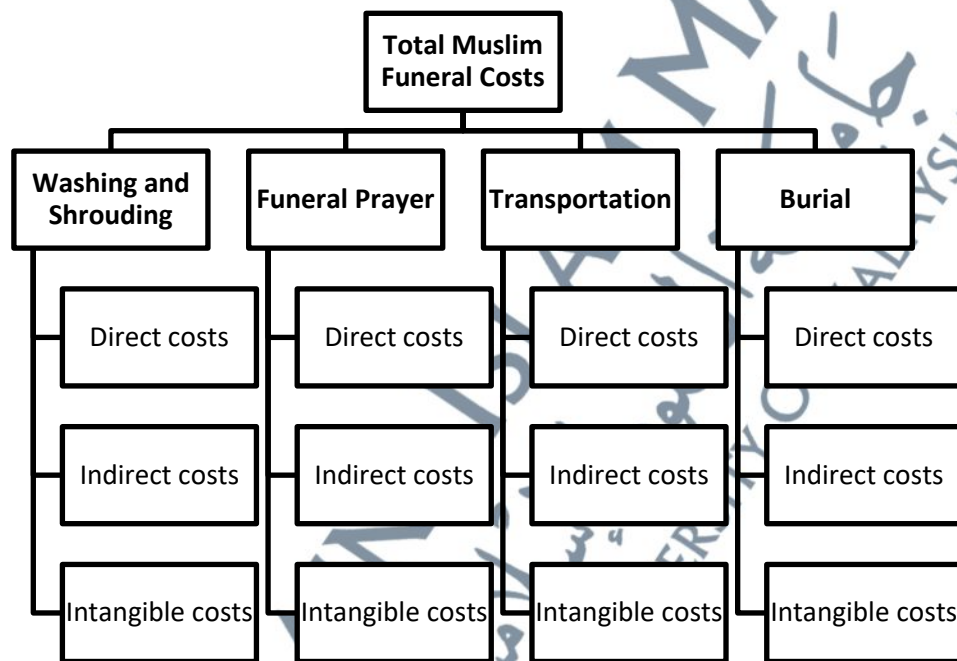 Total Muslim
Funeral Costs
Washing and
Shrouding
Funeral Prayer
Transportation
Burial
Direct costs
Direct costs
Direct costs
Direct costs
Indirect costs
Indirect costs
Indirect costs
Indirect costs
Intangible costs
Intangible costs
Intangible costs
Intangible costs